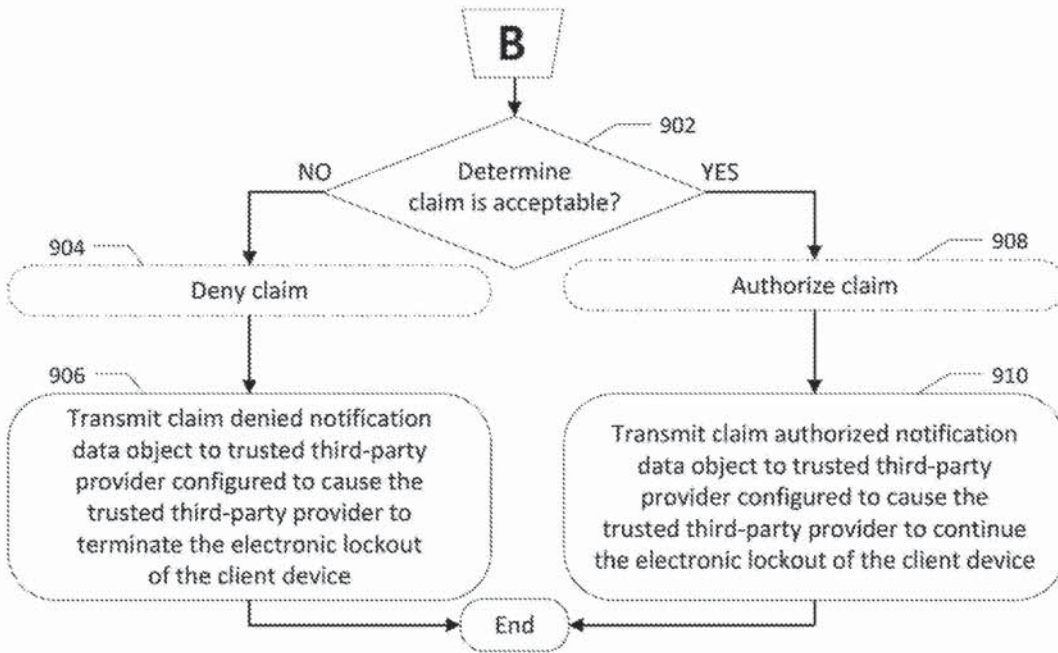 B
902
Determine
claim is acceptable?
NO
YES
904
Deny claim
908
Authorize claim
906
Transmit claim denied notification
data object to trusted third-party
provider configured to cause the
trusted third-party provider to
terminate the electronic lockout
of the client device
910
Transmit claim authorized notification
data object to trusted third-party
provider configured to cause the
trusted third-party provider to continue
the electronic lockout of the client device
End